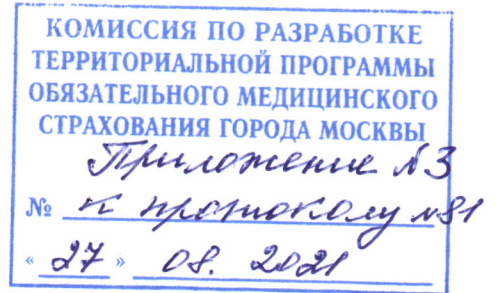 КОМИССИЯ ПО РАЗРАБОТКЕ
ТЕРРИТОРИАЛЬНОЙ ПРОГРАММЫ
ОБЯЗАТЕЛЬНОГО МЕДИЦИНСКОГО
СТРАХОВАНИЯ ГОРОДА МОСКВЫ
Приложение №3
№ к протоколу №81
« 27 » 08. 2021